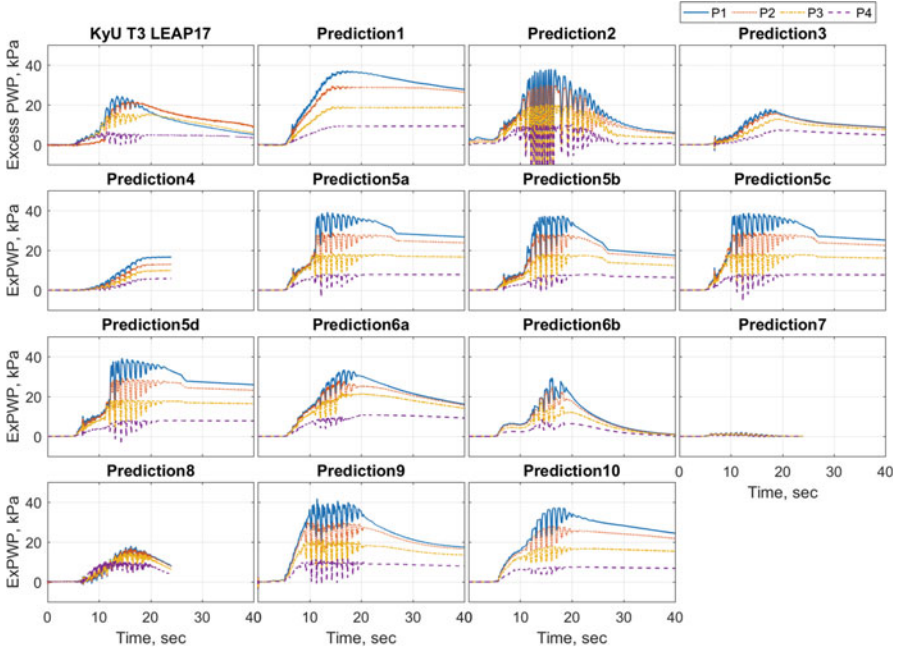 P1 P2 P3 P4
KyU T3 LEAP17 Prediction1 Prediction2 Prediction3
Excess PWP, kPa
40
20
0
Prediction4 Prediction5a Prediction5b Prediction5c
ExPWP, kPa
40
20
0
Prediction5d Prediction6a Prediction6b Prediction7
ExPWP, kPa
40
20
0
0 10 20 30 40
Time, sec
Prediction8 Prediction9 Prediction10
ExPWP, kPa
40
20
0
0 10 20 30 40 0 10 20 30 40 0 10 20 30 40
Time, sec Time, sec Time, sec